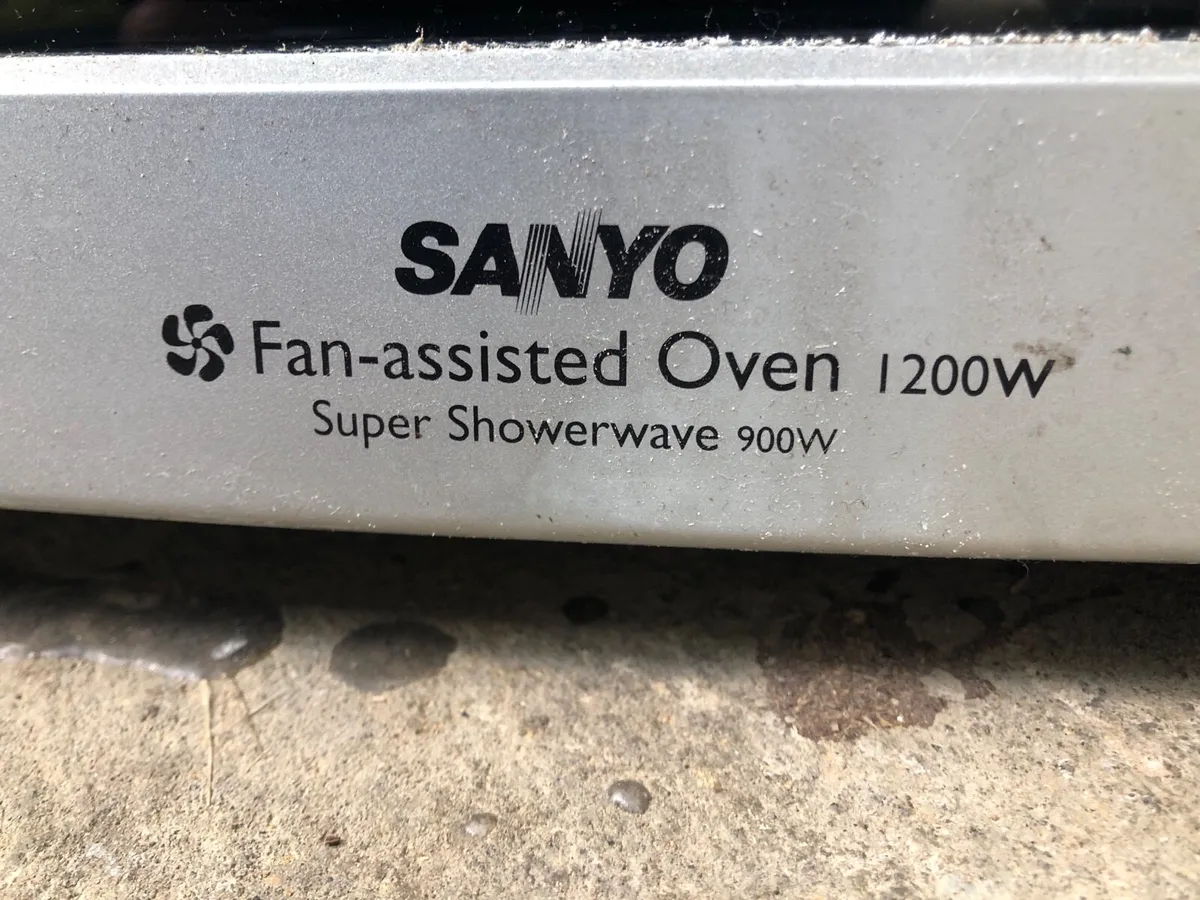 SANYO
Fan-assisted Oven 1200W
Super Showerwave 900W